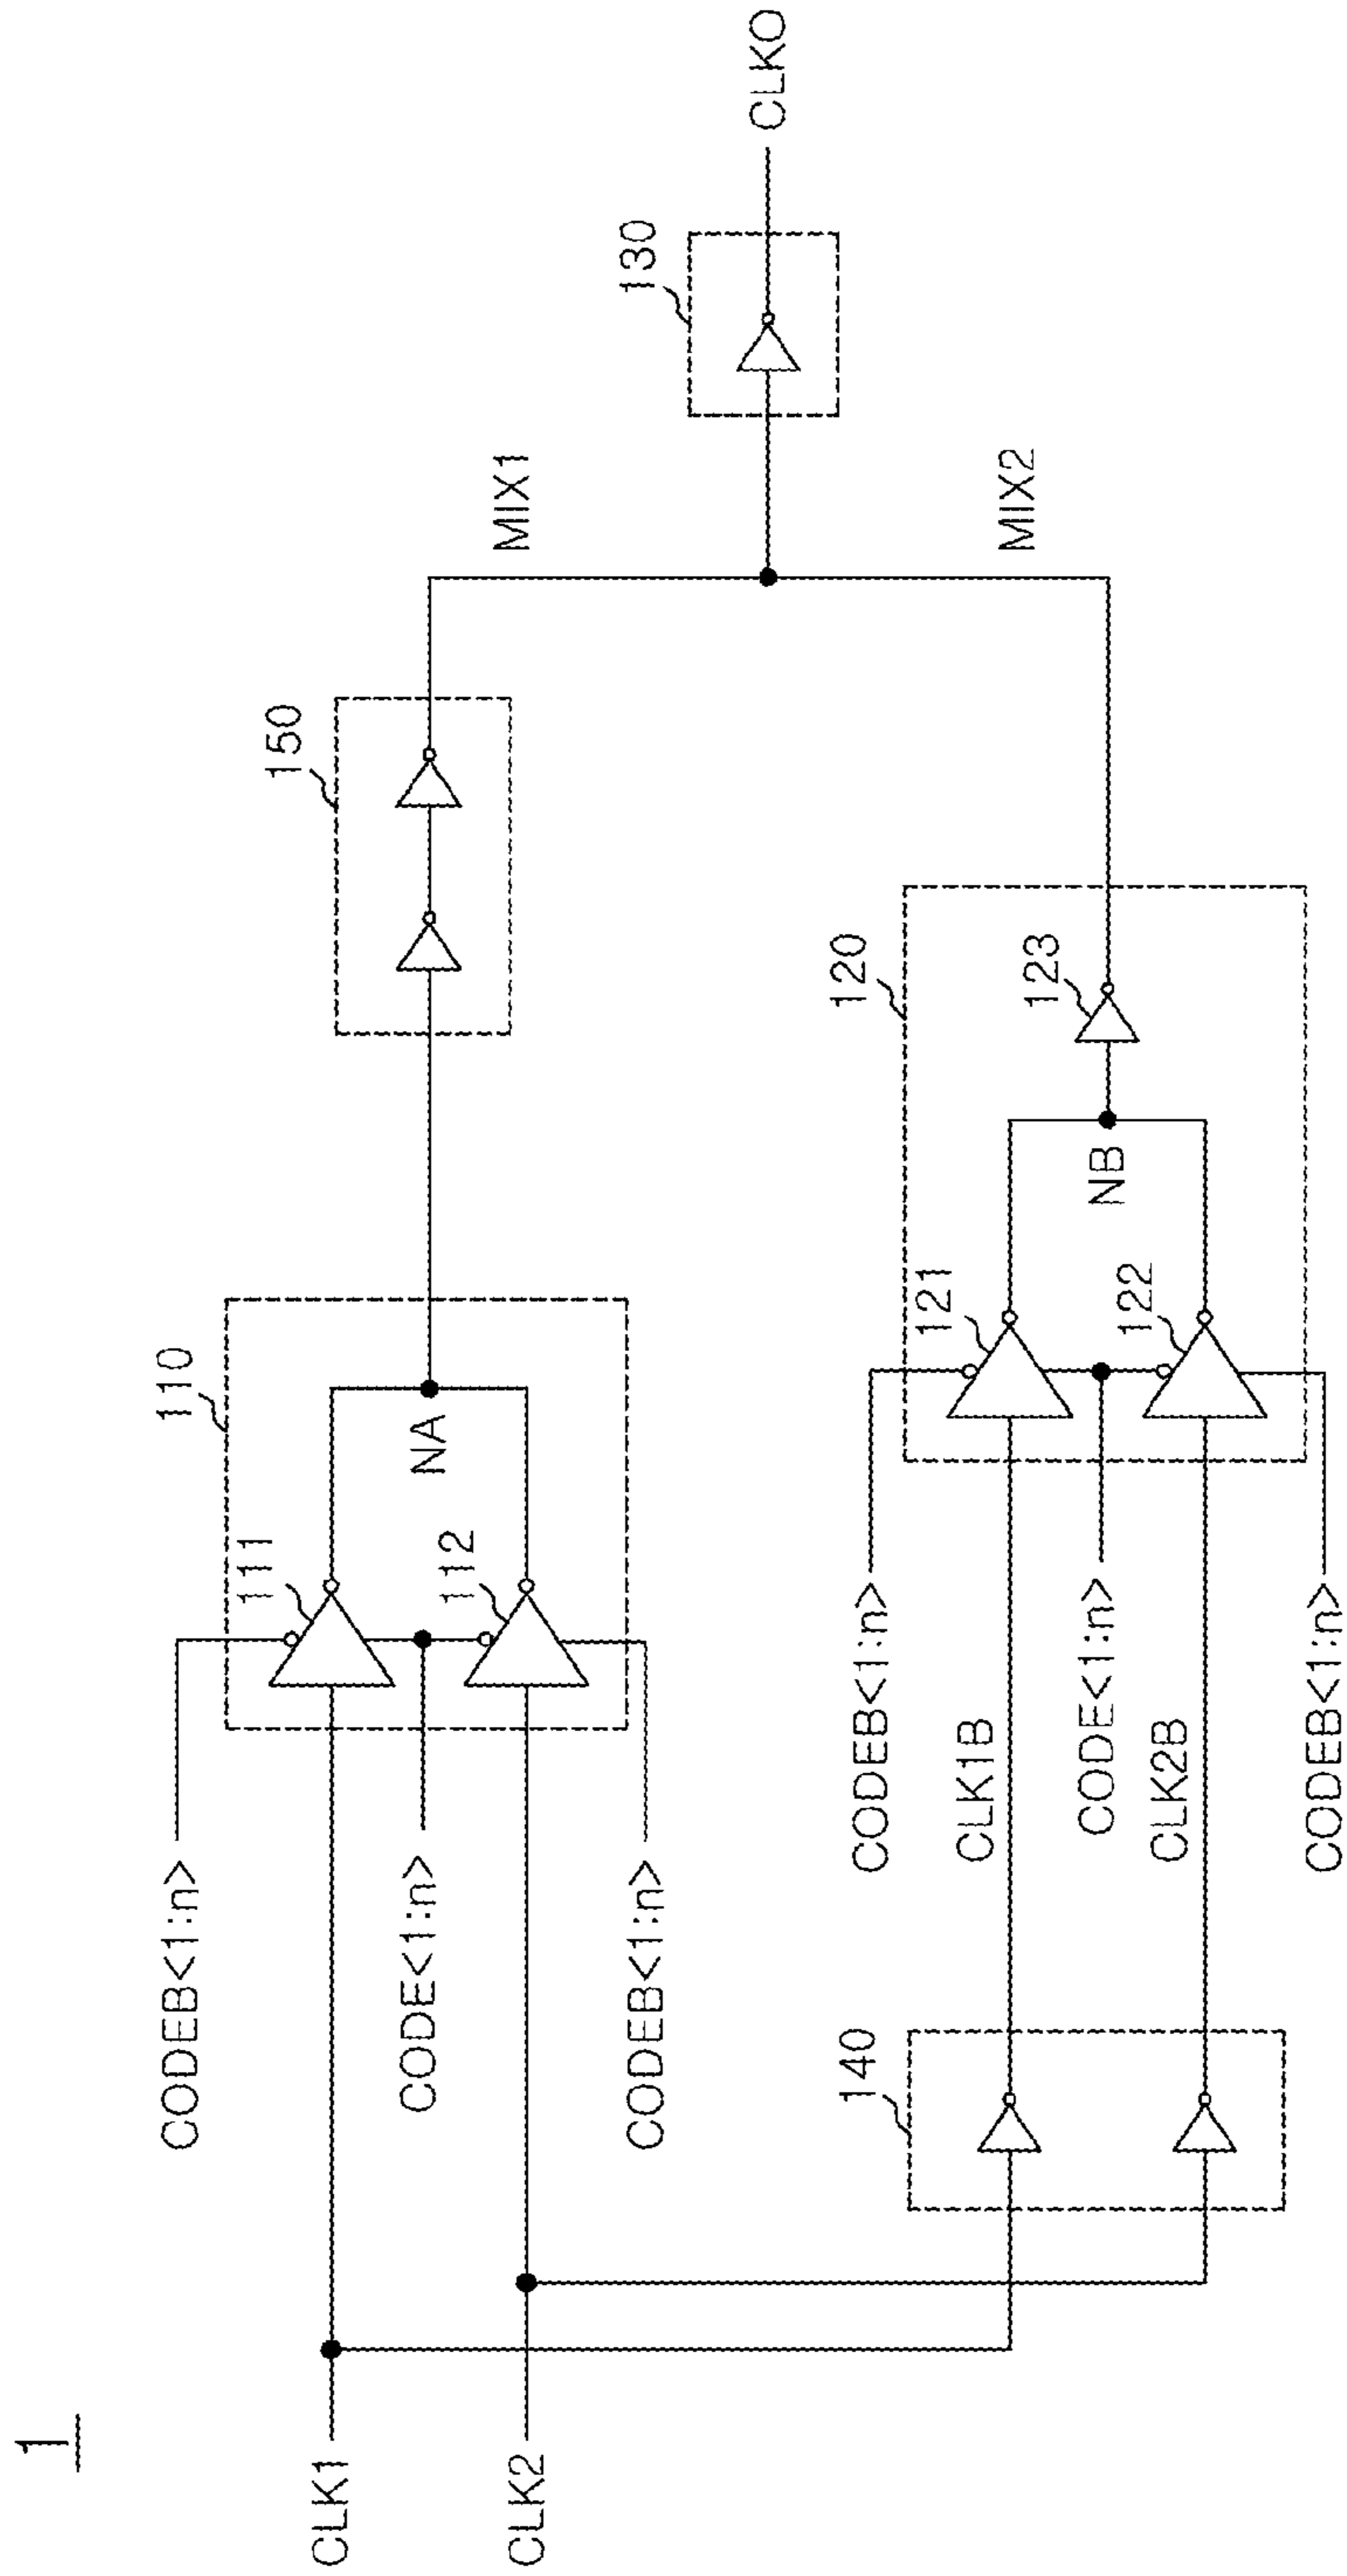 1
CLK1
CLK2
CODEB<1:n>
CODE<1:n>
CODEB<1:n>
110
111
112
NA
150
MIX1
130
CLKO
MIX2
140
CLK1B
CLK2B
CODEB<1:n>
CODE<1:n>
CODEB<1:n>
120
121
122
NB
123